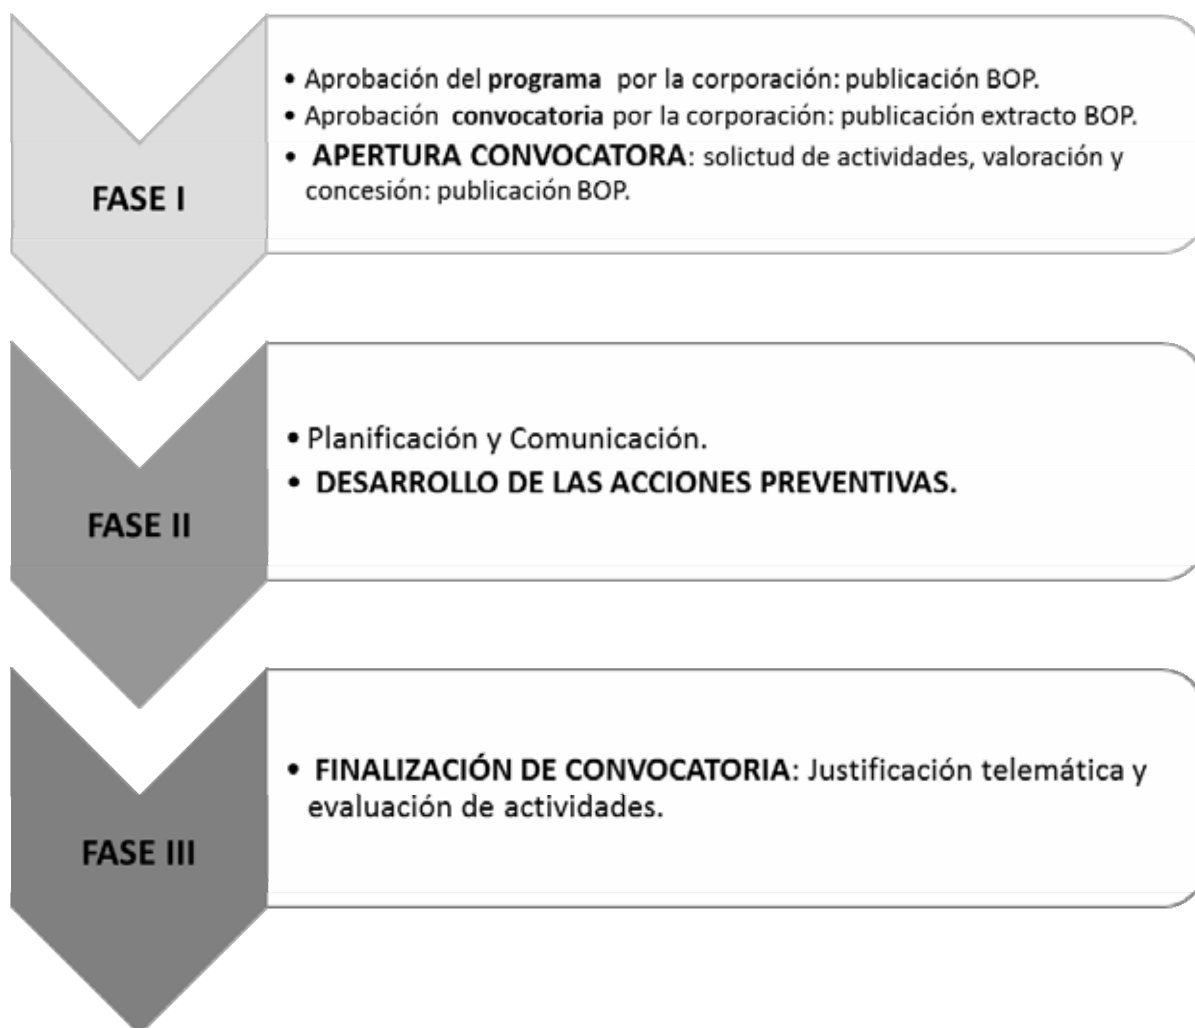 • Aprobación del programa por la corporación: publicación BOP.
• Aprobación convocatoria por la corporación: publicación extracto BOP.
• APERTURA CONVOCATORA: solictud de actividades, valoración y
concesión: publicación BOP.
FASE I
• Planificación y Comunicación.
• DESARROLLO DE LAS ACCIONES PREVENTIVAS.
FASE II
• FINALIZACIÓN DE CONVOCATORIA: Justificación telemática y
evaluación de actividades.
FASE III